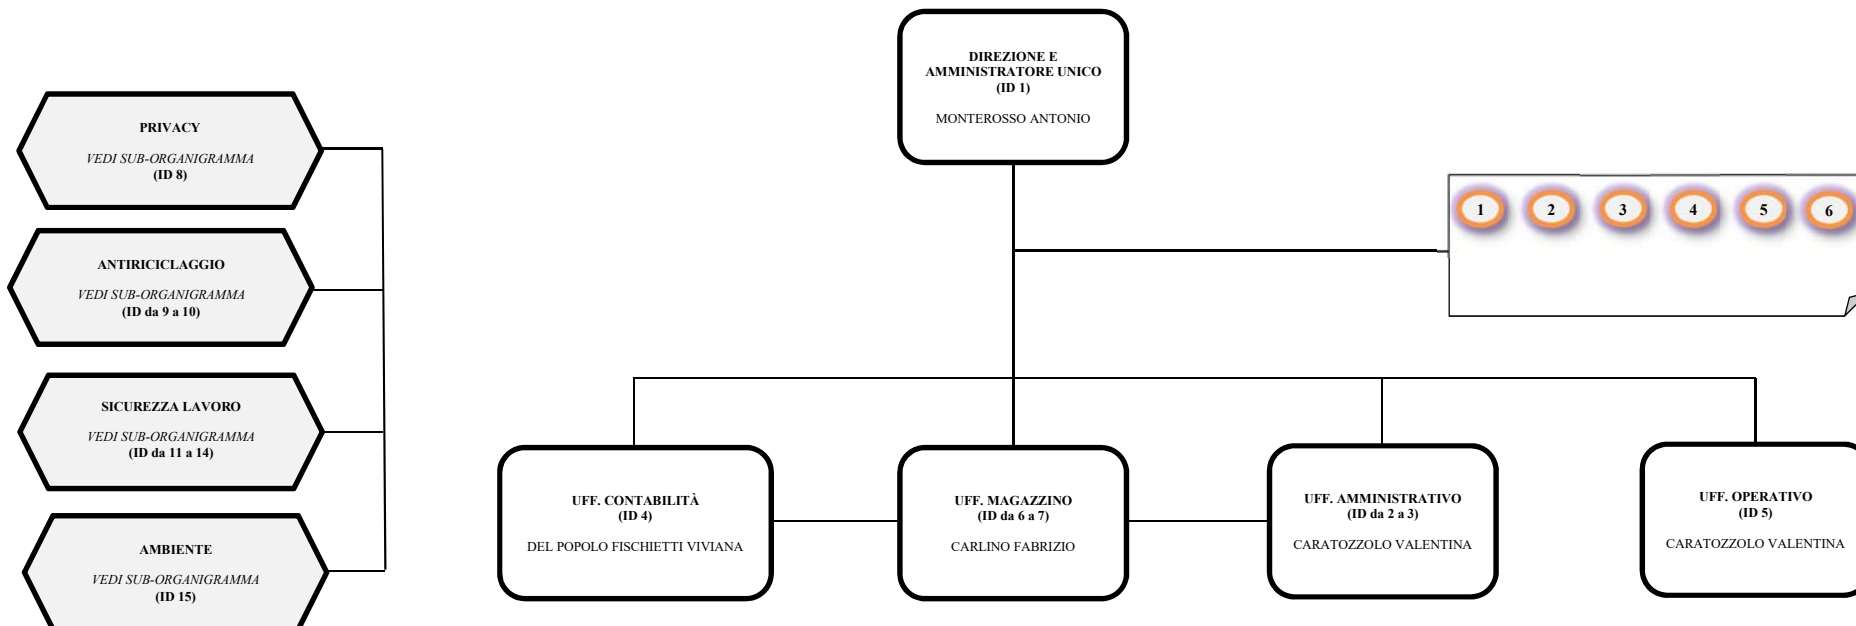 DIREZIONE E
AMMINISTRATORE UNICO
(ID 1)
MONTEROSSO ANTONIO
PRIVACY
VEDI SUB-ORGANIGRAMMA
(ID 8)
ANTIRICICLAGGIO
VEDI SUB-ORGANIGRAMMA
(ID da 9 a 10)
SICUREZZA LAVORO
VEDI SUB-ORGANIGRAMMA
(ID da 11 a 14)
AMBIENTE
VEDI SUB-ORGANIGRAMMA
(ID 15)
1 2 3 4 5 6
UFF. CONTABILITÀ
(ID 4)
DEL POPOLO FISCHIETTI VIVIANA
UFF. MAGAZZINO
(ID da 6 a 7)
CARLINO FABRIZIO
UFF. AMMINISTRATIVO
(ID da 2 a 3)
CARATOZZOLO VALENTINA
UFF. OPERATIVO
(ID 5)
CARATOZZOLO VALENTINA